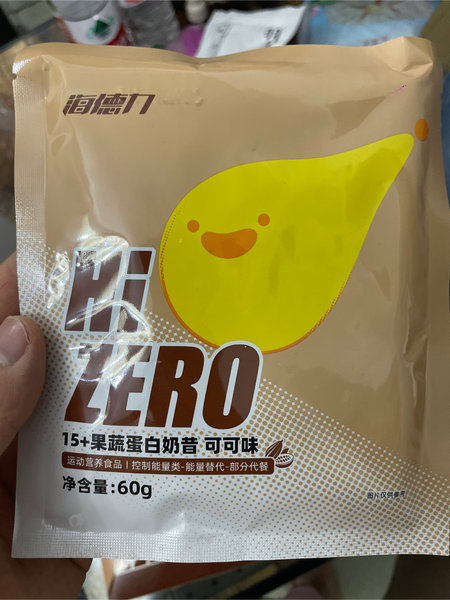 海德力
Hi
ZERO
15+果蔬蛋白奶昔 可可味
运动营养食品 | 控制能量类-能量替代-部分代餐
净含量:60g
图片仅供参考